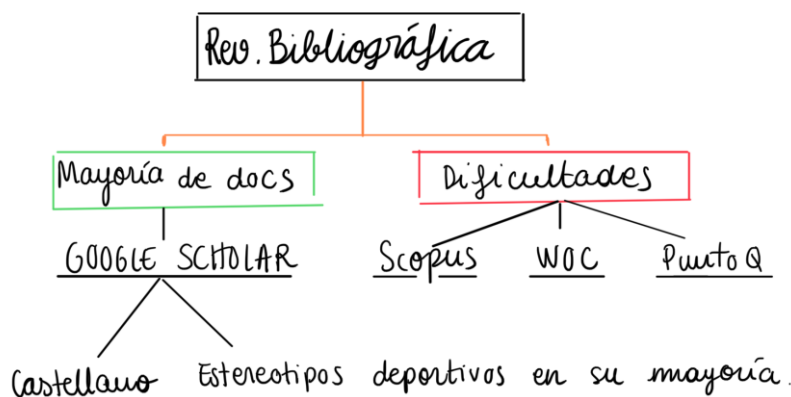 Rev. Bibliográfica
Mayoría de docs
Dificultades
GOOGLE SCHOLAR
Scopus
WOC
Punto Q
Castellano
Estereotipos deportivos en su mayoría.